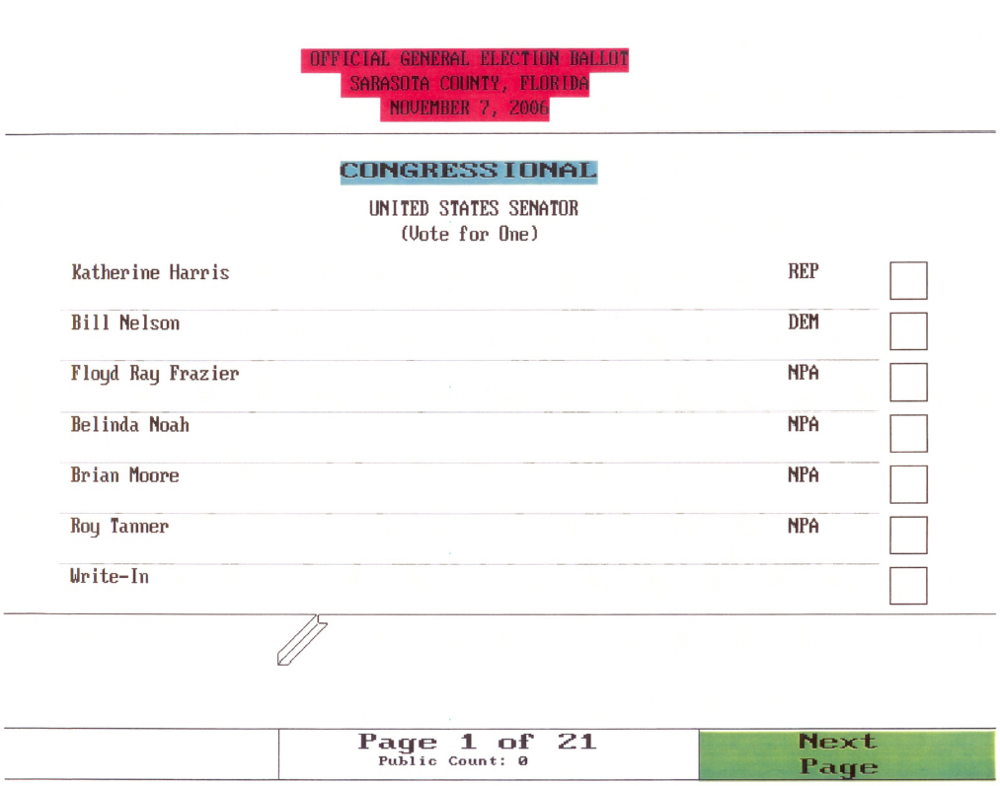 OFFICIAL GENERAL ELECTION BALLOT
SARASOTA COUNTY, FLORIDA
NOVEMBER 7, 2006
CONGRESSIONAL
UNITED STATES SENATOR
(Vote for One)
Katherine Harris REP
Bill Nelson DEM
Floyd Ray Frazier NPA
Belinda Noah NPA
Brian Moore NPA
Roy Tanner NPA
Write-In
Page 1 of 21
Public Count: 0
Next
Page